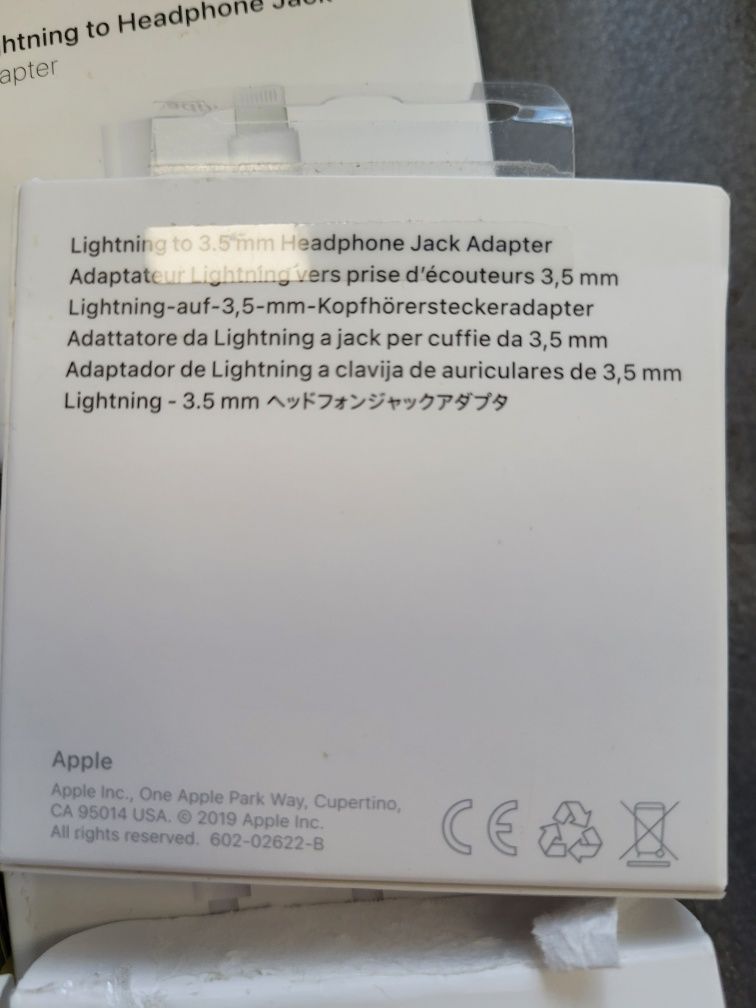 to Headphone
Lightning to 3.5 mm Headphone Jack Adapter
Adaptateur Lightning vers prise d'écouteurs 3,5 mm
Lightning-auf-3,5-mm-Kopfhörersteckeradapter
Adattatore da Lightning a jack per cuffie da 3,5 mm
Adaptador de Lightning a clavija de auriculares de 3,5 mm
Lightning - 3.5 mm ヘッドフォンジャックアダプタ
Apple
Apple Inc., One Apple Park Way, Cupertino,
CA 95014 USA. © 2019 Apple Inc.
All rights reserved. 602-02622-B
CE